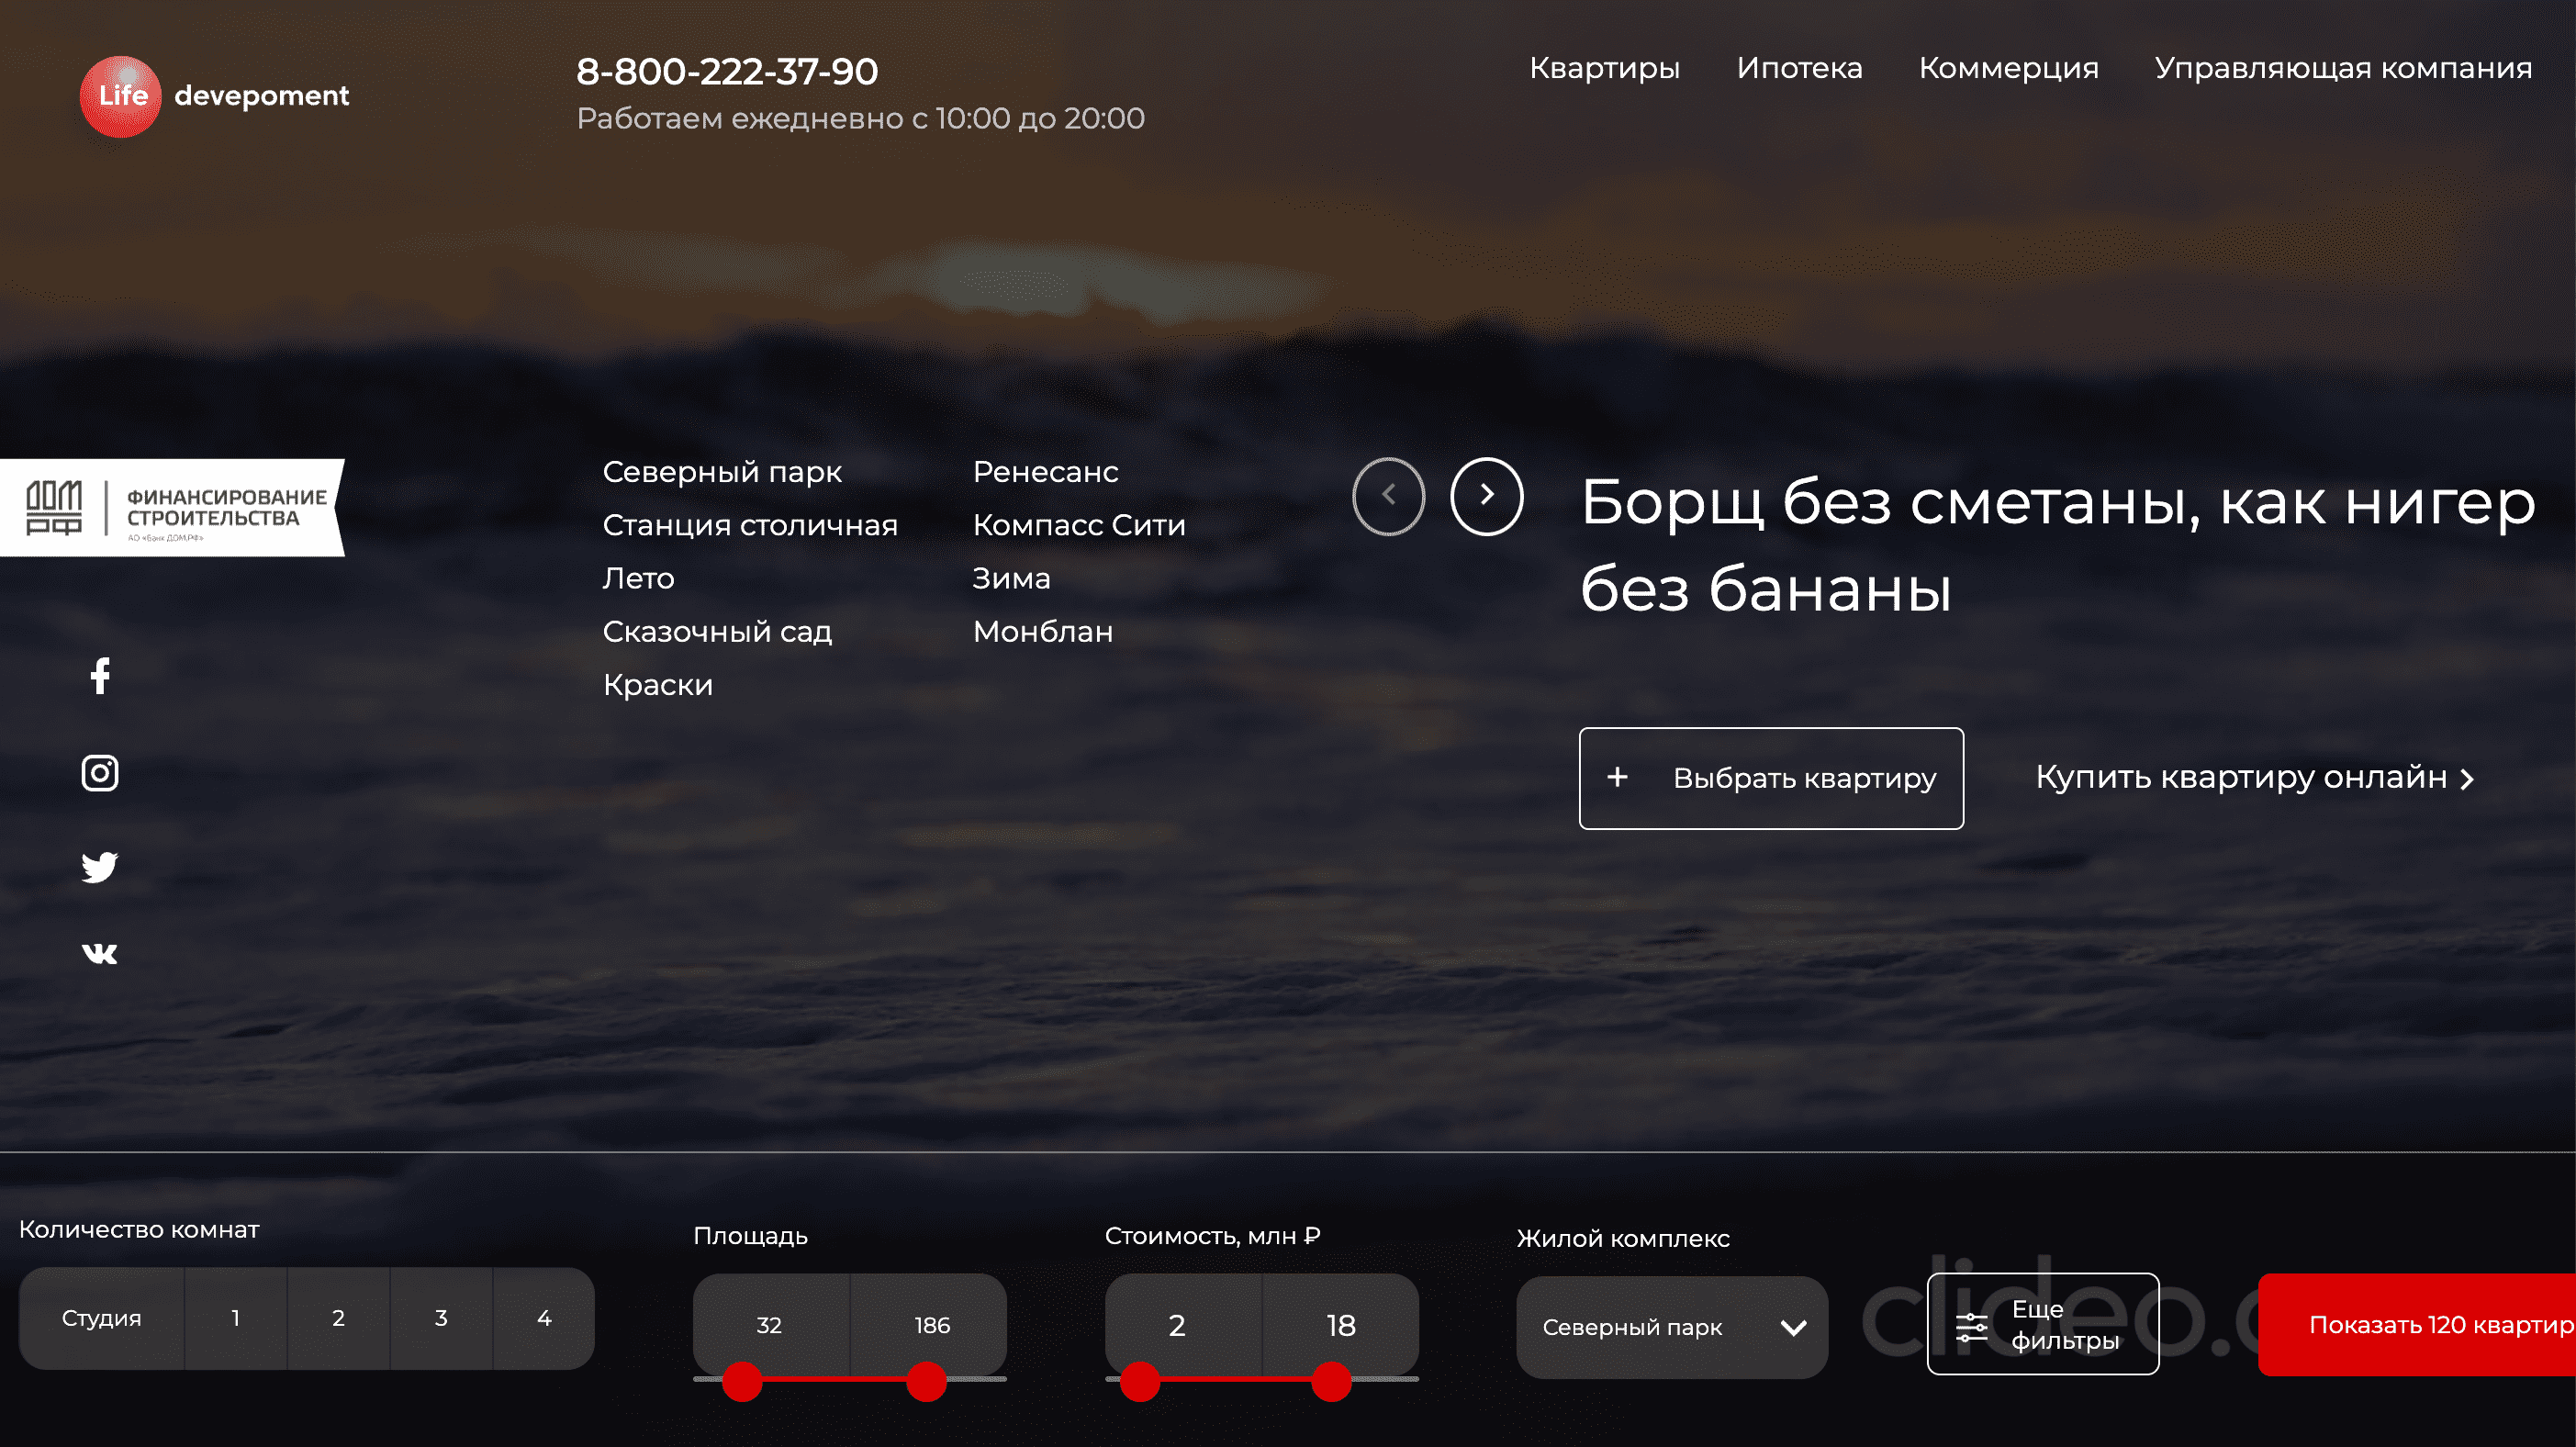 Life devepoment
8-800-222-37-90
Работаем ежедневно с 10:00 до 20:00
Квартиры
Ипотека
Коммерция
Управляющая компания
ДОМ
РФ
ФИНАНСИРОВАНИЕ
СТРОИТЕЛЬСТВА
АО «Банк ДОМ.РФ»
Северный парк
Станция столичная
Лето
Сказочный сад
Краски
Ренесанс
Компасс Сити
Зима
Монблан
Борщ без сметаны, как нигер
без бананы
+ Выбрать квартиру
Купить квартиру онлайн
Количество комнат
Студия 1 2 3 4
Площадь
32 186
Стоимость, млн ₽
2 18
Жилой комплекс
Северный парк
Еще
фильтры
clideo.
Показать 120 квартир